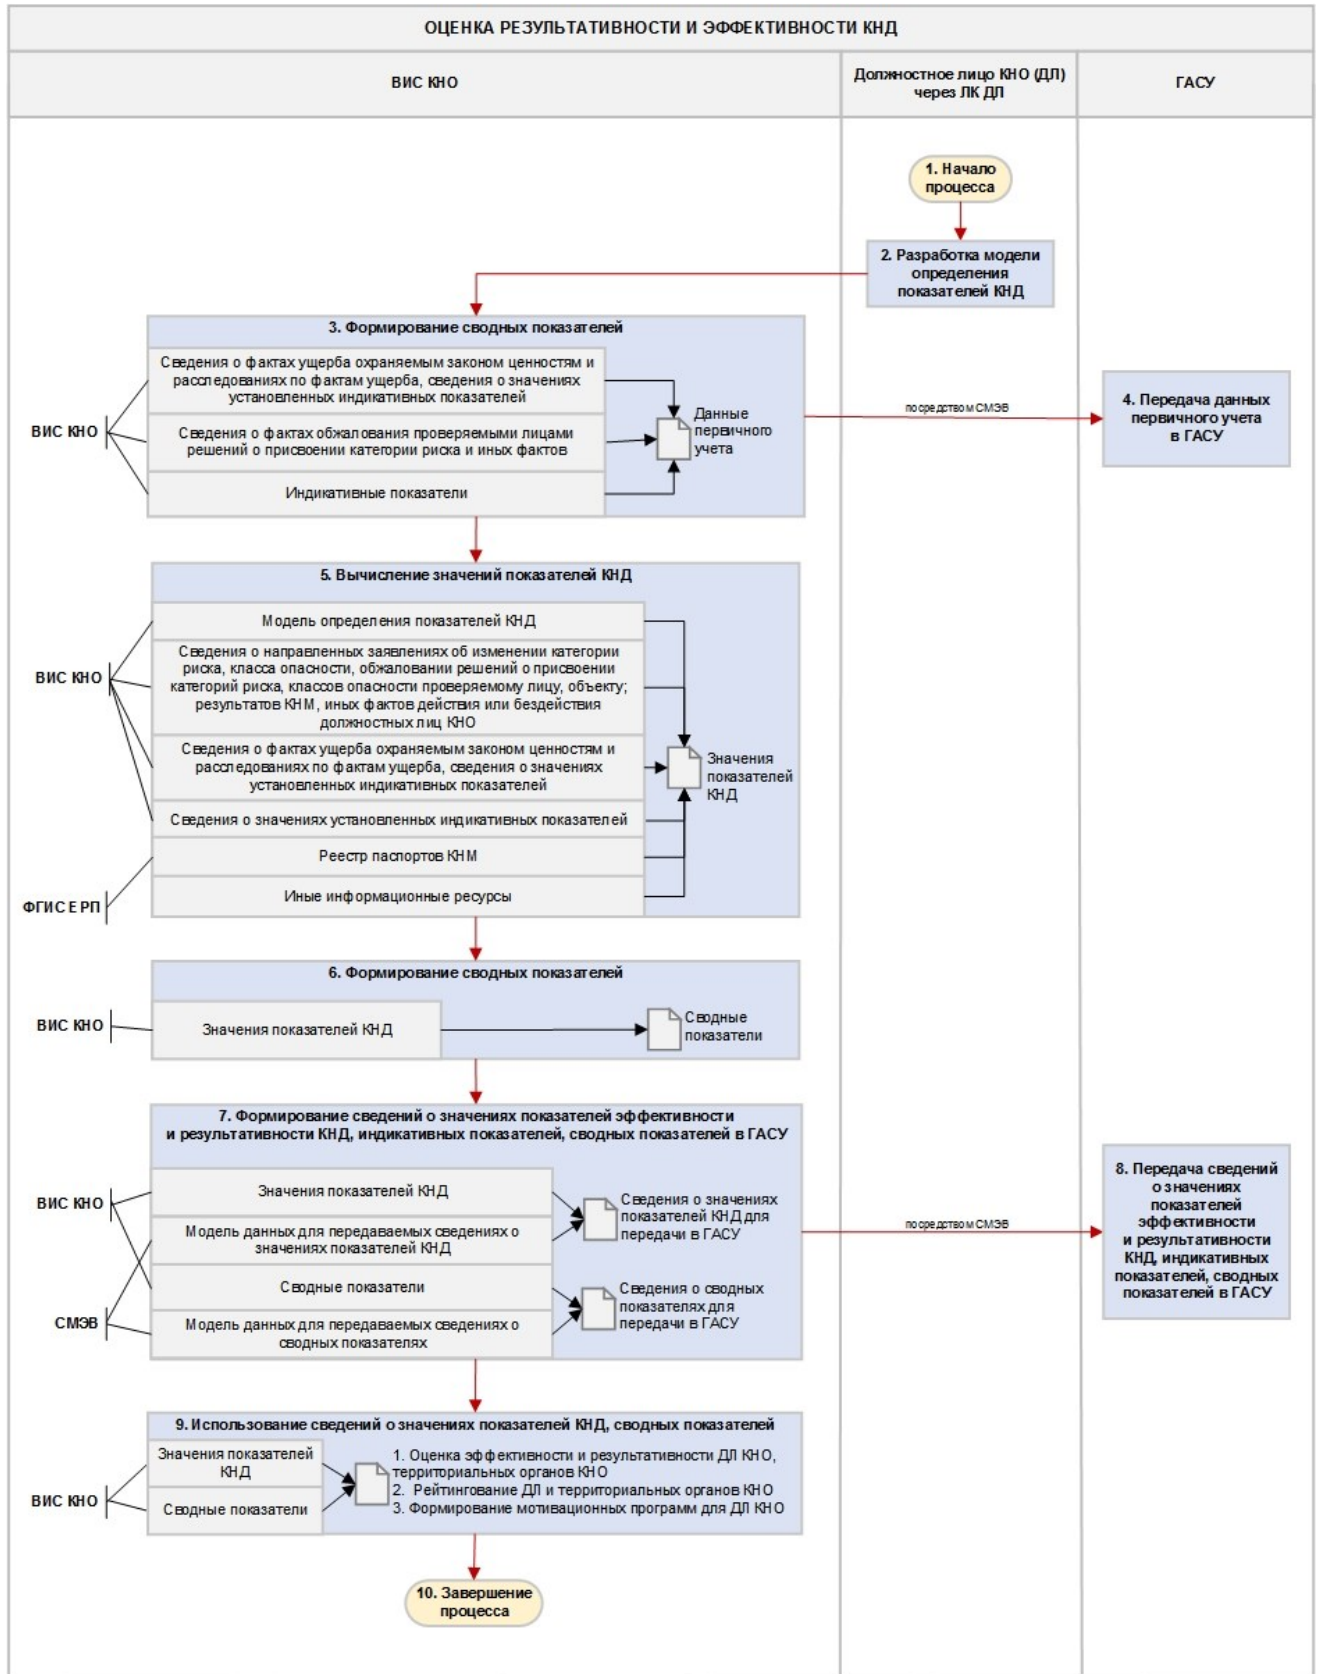 ОЦЕНКА РЕЗУЛЬТАТИВНОСТИ И ЭФФЕКТИВНОСТИ КНД
ВИС КНО
Должностное лицо КНО (ДЛ)
через ЛК ДЛ
ГАСУ
1. Начало
процесса
2. Разработка модели
определения
показателей КНД
3. Формирование сводных показателей
Сведения о фактах ущерба охраняемым законом ценностям и
расследованиях по фактам ущерба, сведения о значениях
установленных индикативных показателей
ВИС КНО
Сведения о фактах обжалования проверяемыми лицами
решений о присвоении категории риска и иных фактов
Индикативные показатели
Данные
первичного
учета
посредством СМЭВ
4. Передача данных
первичного учета
в ГАСУ
5. Вычисление значений показателей КНД
Модель определения показателей КНД
ВИС КНО
Сведения о направленных заявлениях об изменении категории
риска, класса опасности, обжаловании решений о присвоении
категорий риска, классов опасности проверяемому лицу, объекту;
результатов КНМ, иных фактов действия или бездействия
должностных лиц КНО
Сведения о фактах ущерба охраняемым законом ценностям и
расследованиях по фактам ущерба, сведения о значениях
установленных индикативных показателей
Сведения о значениях установленных индикативных показателей
Реестр паспортов КНМ
Иные информационные ресурсы
ФГИС ЕРП
Значения
показателей
КНД
6. Формирование сводных показателей
ВИС КНО
Значения показателей КНД
Сводные
показатели
7. Формирование сведений о значениях показателей эффективности
и результативности КНД, индикативных показателей, сводных показателей в ГАСУ
ВИС КНО
Значения показателей КНД
Модель данных для передаваемых сведениях о
значениях показателей КНД
Сводные показатели
СМЭВ
Модель данных для передаваемых сведениях о
сводных показателях
Сведения о значениях
показателей КНД для
передачи в ГАСУ
Сведения о сводных
показателях для
передачи в ГАСУ
посредством СМЭВ
8. Передача сведений
о значениях
показателей
эффективности
и результативности
КНД, индикативных
показателей, сводных
показателей в ГАСУ
9. Использование сведений о значениях показателей КНД, сводных показателей
Значения показателей
КНД
ВИС КНО
Сводные показатели
1. Оценка эффективности и результативности ДЛ КНО,
территориальных органов КНО
2. Рейтингование ДЛ и территориальных органов КНО
3. Формирование мотивационных программ для ДЛ КНО
10. Завершение
процесса